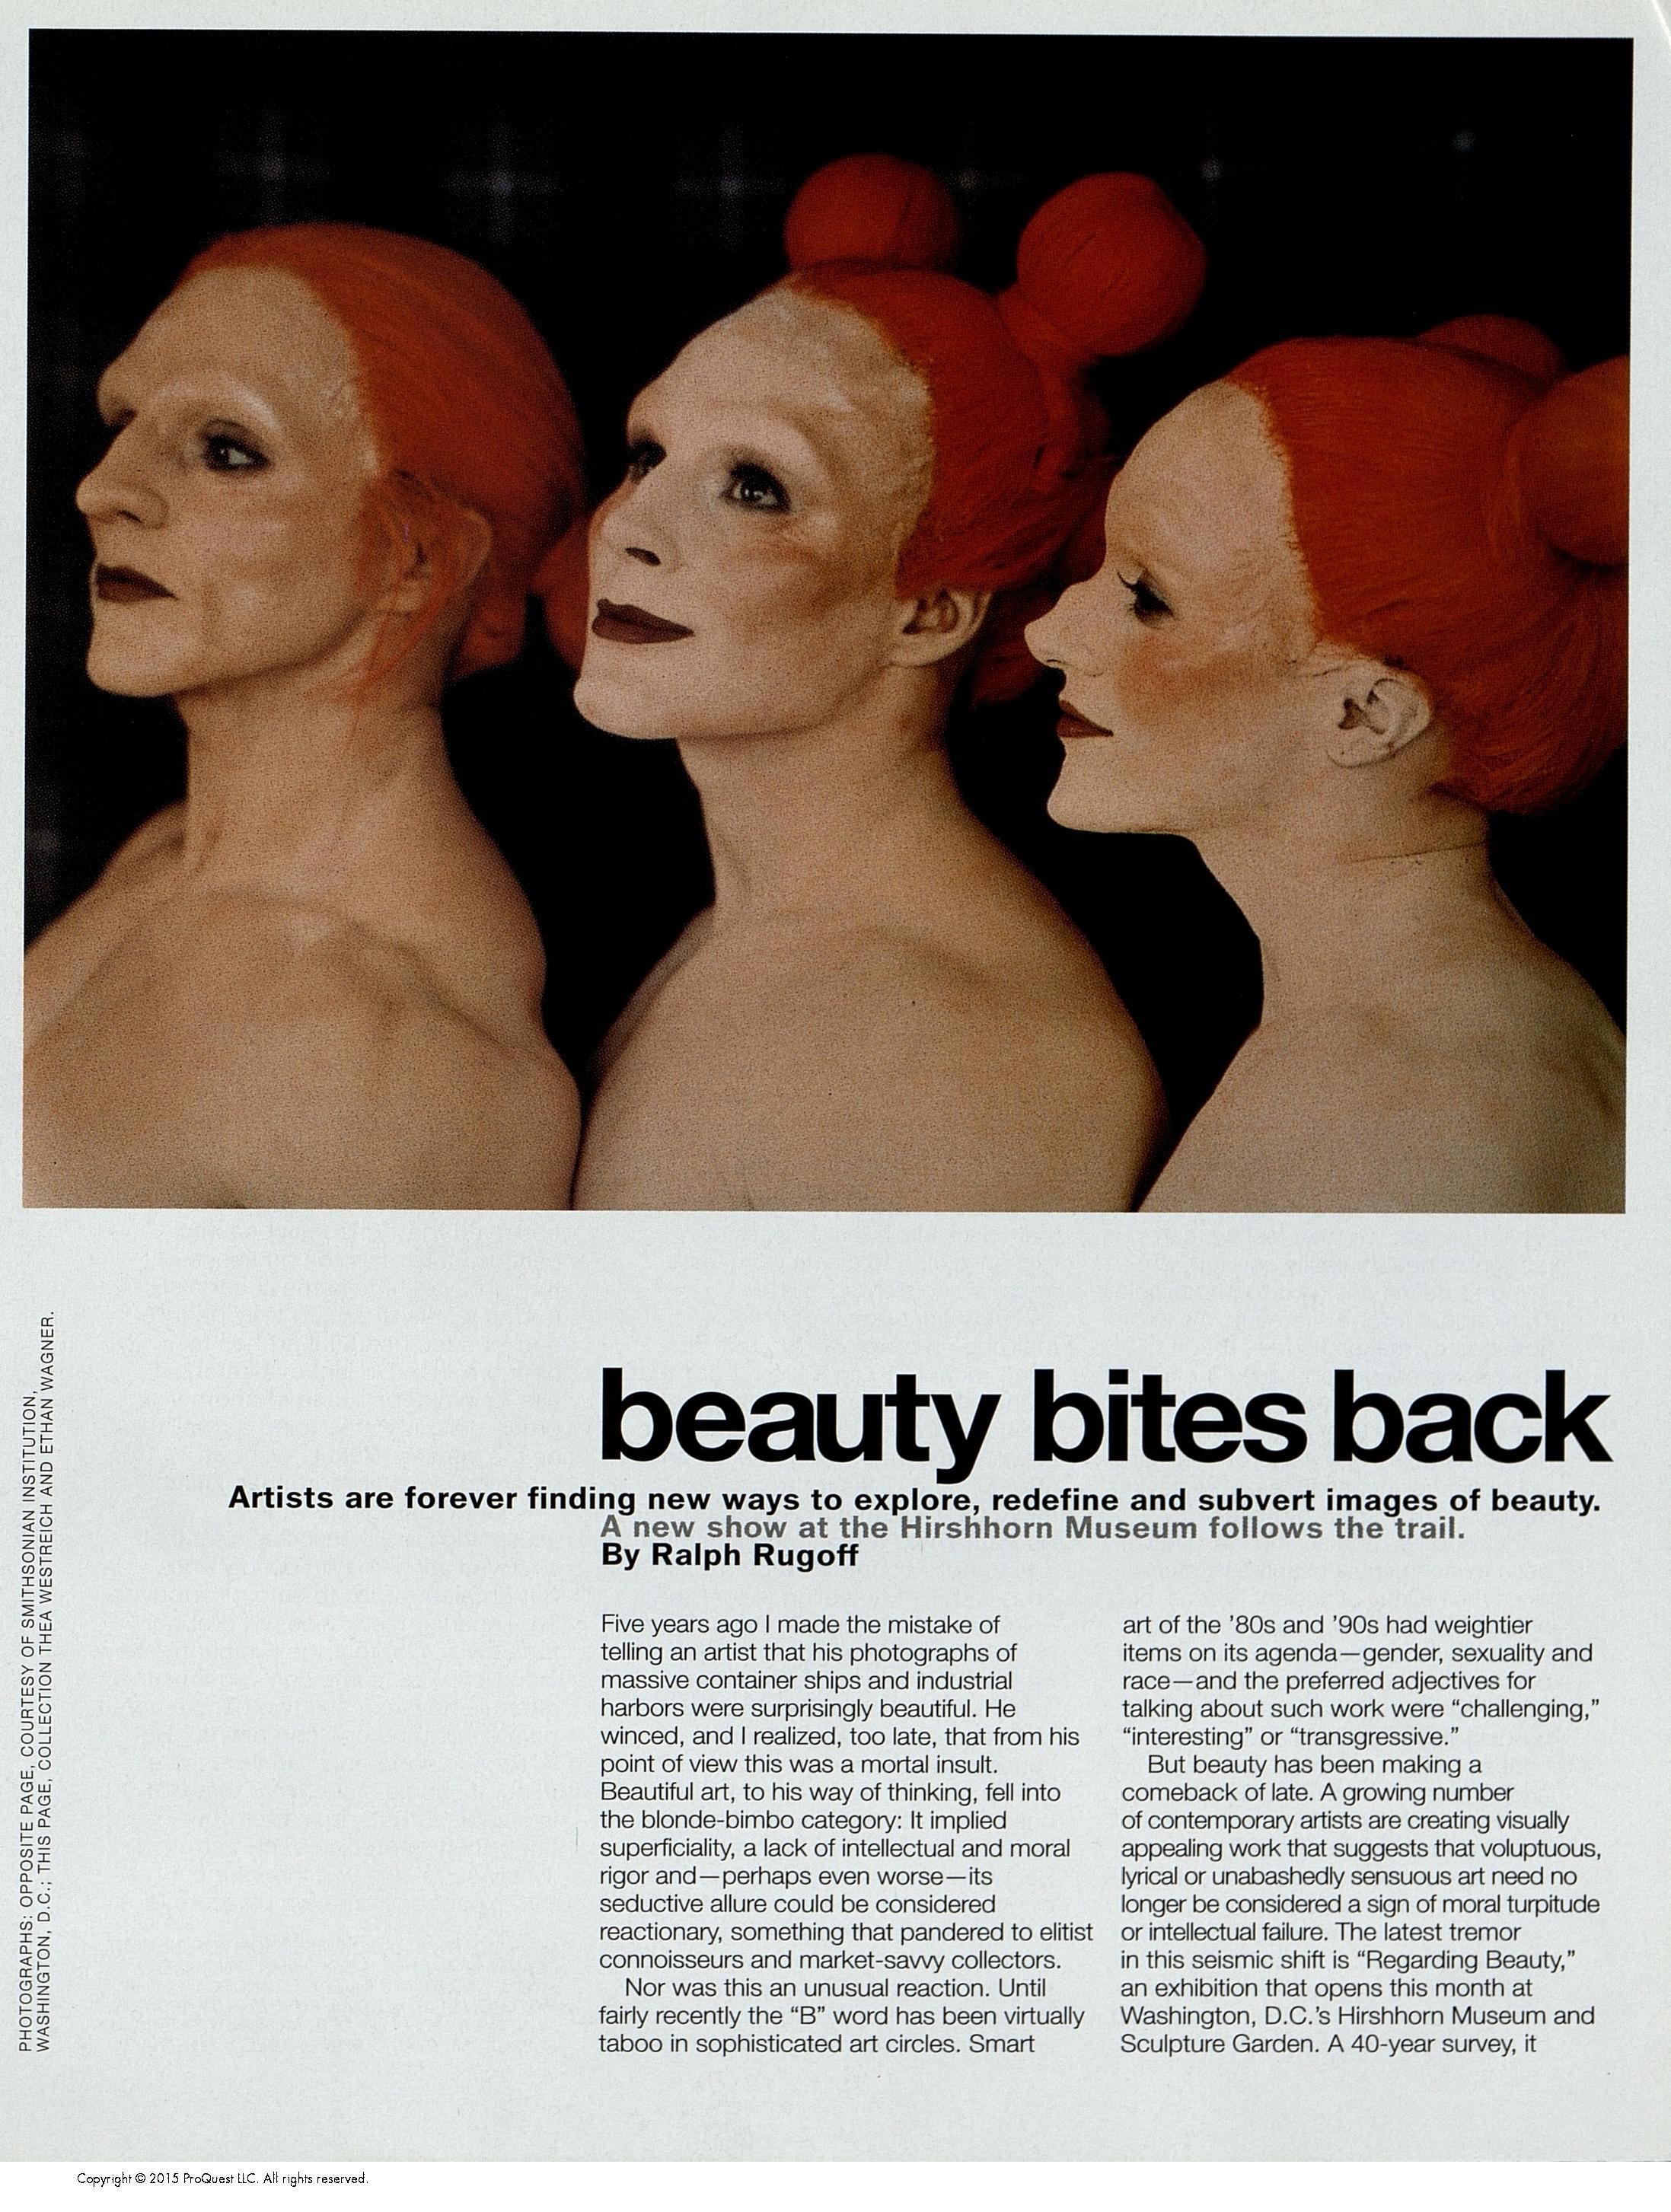 beauty bites back
Artists are forever finding new ways to explore, redefine and subvert images of beauty.
A new show at the Hirshhorn Museum follows the trail.
By Ralph Rugoff
Five years ago I made the mistake of
telling an artist that his photographs of
massive container ships and industrial
harbors were surprisingly beautiful. He
winced, and I realized, too late, that from his
point of view this was a mortal insult.
Beautiful art, to his way of thinking, fell into
the blonde-bimbo category: It implied
superficiality, a lack of intellectual and moral
rigor and—perhaps even worse—its
seductive allure could be considered
reactionary, something that pandered to elitist
connoisseurs and market-savvy collectors.
Nor was this an unusual reaction. Until
fairly recently the “B” word has been virtually
taboo in sophisticated art circles. Smart
art of the ’80s and ’90s had weightier
items on its agenda—gender, sexuality and
race—and the preferred adjectives for
talking about such work were “challenging,”
“interesting” or “transgressive.”
But beauty has been making a
comeback of late. A growing number
of contemporary artists are creating visually
appealing work that suggests that voluptuous,
lyrical or unabashedly sensuous art need no
longer be considered a sign of moral turpitude
or intellectual failure. The latest tremor
in this seismic shift is “Regarding Beauty,”
an exhibition that opens this month at
Washington, D.C.’s Hirshhorn Museum and
Sculpture Garden. A 40-year survey, it
PHOTOGRAPHS: OPPOSITE PAGE, COURTESY OF SMITHSONIAN INSTITUTION,
WASHINGTON, D.C.; THIS PAGE, COLLECTION THEA WESTREICH AND ETHAN WAGNER.
Copyright © 2015 ProQuest LLC. All rights reserved.